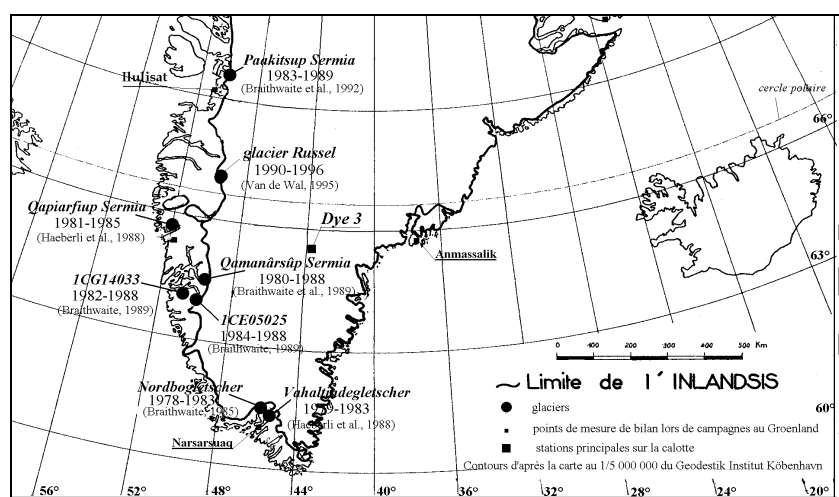 Paakitsup Sermia
1983-1989
(Braithwaite et al., 1992)
Ilulisat
cercle polaire
66°
glacier Russel
1990-1996
(Van de Wal, 1995)
Qapiarfiup Sermia
1981-1985
(Haeberli et al., 1988)
Dye 3
Anmassalik
63°
Qamanârsûp Sermia
1980-1988
(Braithwaite et al., 1989)
1CG14033
1982-1988
(Braithwaite, 1989)
1CE05025
1984-1988
(Braithwaite, 1989)
0 100 200 300 400 500 Km
Nordbogletscher
1978-1983
(Braithwaite, 1985)
Narsarsuaq
1979-1983
(Haeberli et al., 1988)
60°
Limite de l'INLANDSIS
glaciers
points de mesure de bilan lors de campagnes au Groenland
stations principales sur la calotte
Contours d'après la carte au 1/5 000 000 du Geodestik Institut Köbenhavn
56° 52° 48° 44° 40° 36° 32° 28° 24° 20°